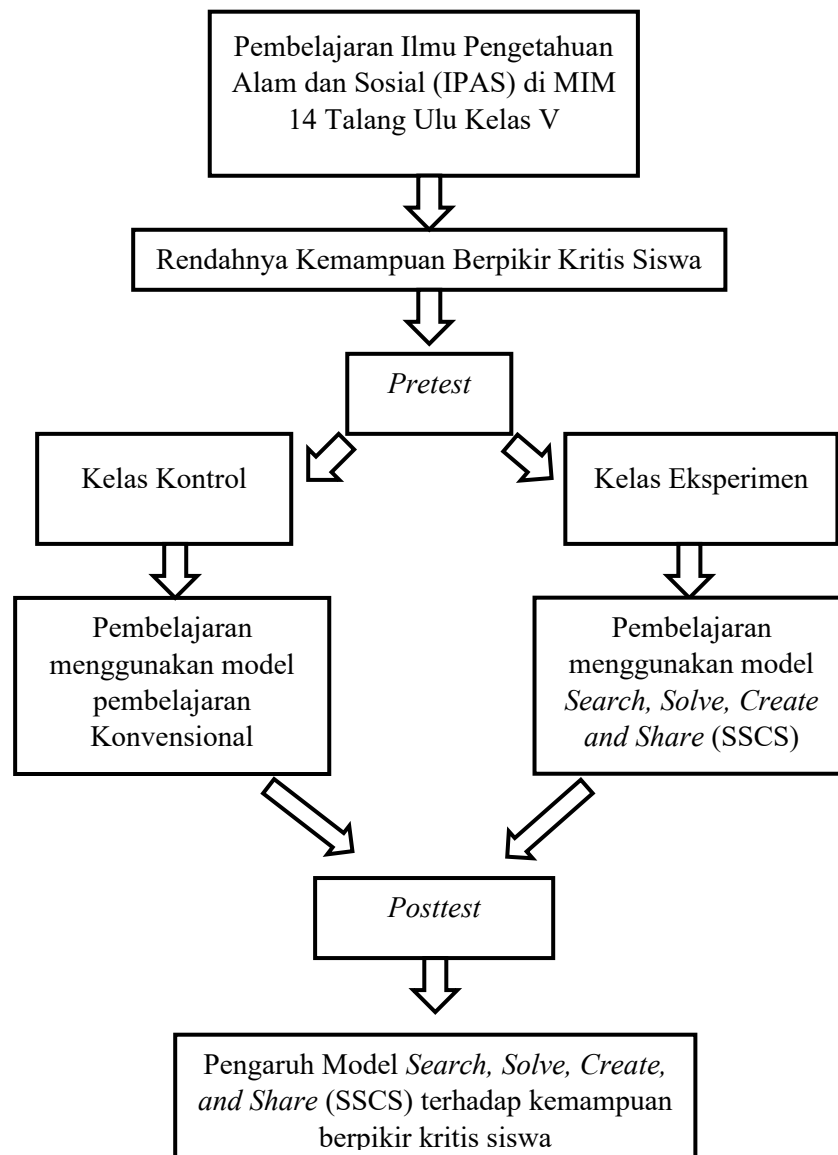 Pembelajaran Ilmu Pengetahuan
Alam dan Sosial (IPAS) di MIM
14 Talang Ulu Kelas V
Rendahnya Kemampuan Berpikir Kritis Siswa
Pretest
Kelas Kontrol
Kelas Eksperimen
Pembelajaran
menggunakan model
pembelajaran
Konvensional
Pembelajaran
menggunakan model
Search, Solve, Create
and Share (SSCS)
Posttest
Pengaruh Model Search, Solve, Create,
and Share (SSCS) terhadap kemampuan
berpikir kritis siswa